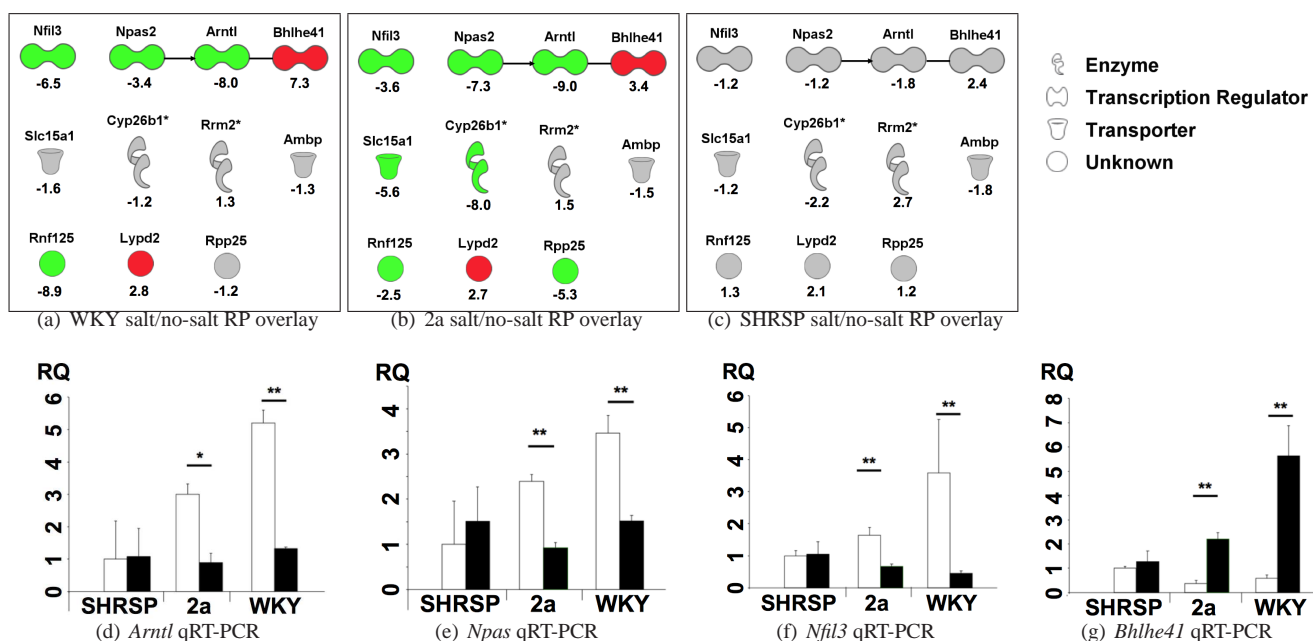 Nfil3 Npas2 Arntl Bhlhe41
-6.5 -3.4 -8.0 7.3
Slc15a1 Cyp26b1* Rrm2* Ambp
-1.6 -1.2 1.3 -1.3
Rnf125 Lypd2 Rpp25
-8.9 2.8 -1.2
(a) WKY salt/no-salt RP overlay
Nfil3 Npas2 Arntl Bhlhe41
-3.6 -7.3 -9.0 3.4
Slc15a1 Cyp26b1* Rrm2* Ambp
-5.6 -8.0 1.5 -1.5
Rnf125 Lypd2 Rpp25
-2.5 2.7 -5.3
(b) 2a salt/no-salt RP overlay
Nfil3 Npas2 Arntl Bhlhe41
-1.2 -1.2 -1.8 2.4
Slc15a1 Cyp26b1* Rrm2* Ambp
-1.2 -2.2 2.7 -1.8
Rnf125 Lypd2 Rpp25
1.3 2.1 1.2
(c) SHRSP salt/no-salt RP overlay
Enzyme
Transcription Regulator
Transporter
Unknown
RQ
6
5
4
3
2
1
0
* **
SHRSP 2a WKY
(d) Arntl qRT-PCR
RQ
4
3
2
1
0
** **
SHRSP 2a WKY
(e) Npas qRT-PCR
RQ
6
5
4
3
2
1
0
** **
SHRSP 2a WKY
(f) Nfil3 qRT-PCR
RQ
8
7
6
5
4
3
2
1
0
** **
SHRSP 2a WKY
(g) Bhlhe41 qRT-PCR